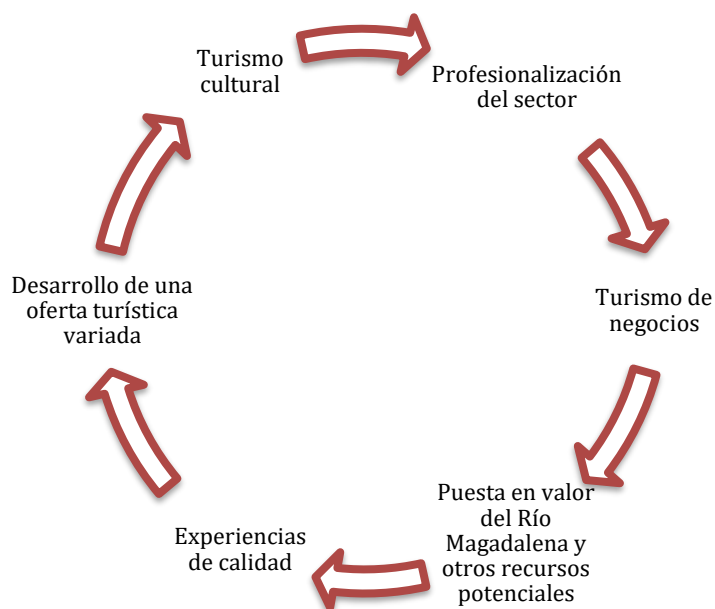 Turismo
cultural
Profesionalización
del sector
Turismo de
negocios
Puesta en valor
del Río
Magadalena y
otros recursos
potenciales
Experiencias
de calidad
Desarrollo de una
oferta turística
variada